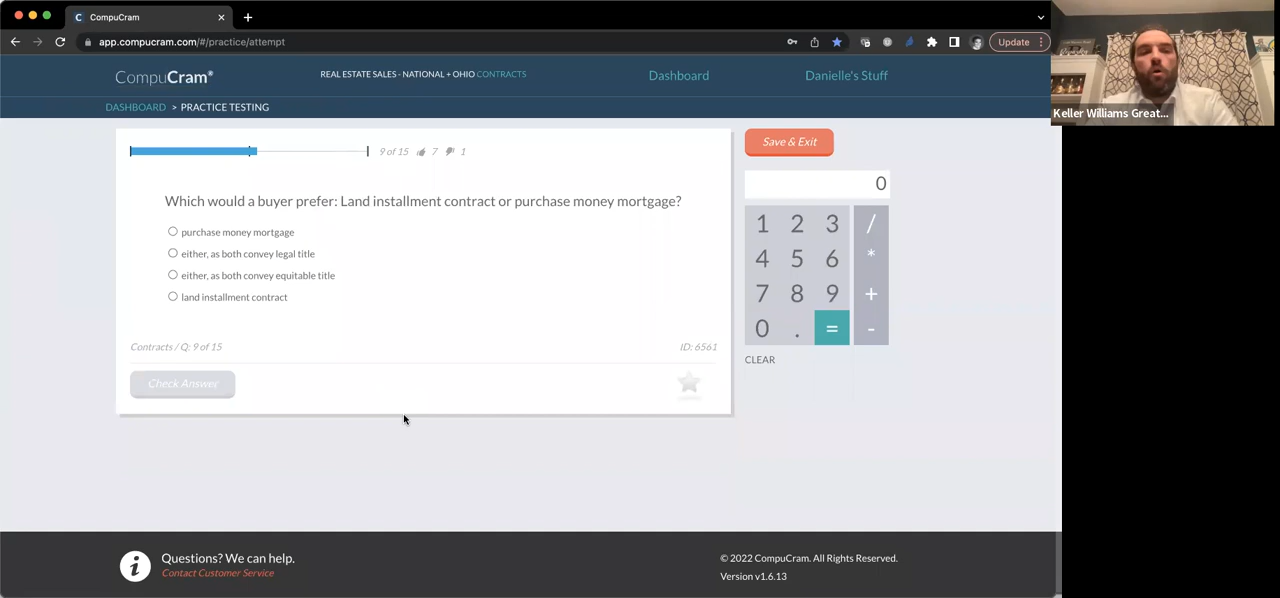 CompuCram
app.compucram.com/#/practice/attempt
Update
CompuCram®
REAL ESTATE SALES - NATIONAL + OHIO CONTRACTS
Dashboard
Danielle's Stuff
DASHBOARD > PRACTICE TESTING
Keller Williams Great...
9 of 15 7 1
Save & Exit
0
Which would a buyer prefer: Land installment contract or purchase money mortgage?
purchase money mortgage
either, as both convey legal title
either, as both convey equitable title
land installment contract
1 2 3 /
4 5 6 *
7 8 9 +
0 . = -
CLEAR
Contracts / Q: 9 of 15
ID: 6561
Check Answer
Questions? We can help.
Contact Customer Service
© 2022 CompuCram. All Rights Reserved.
Version v1.6.13